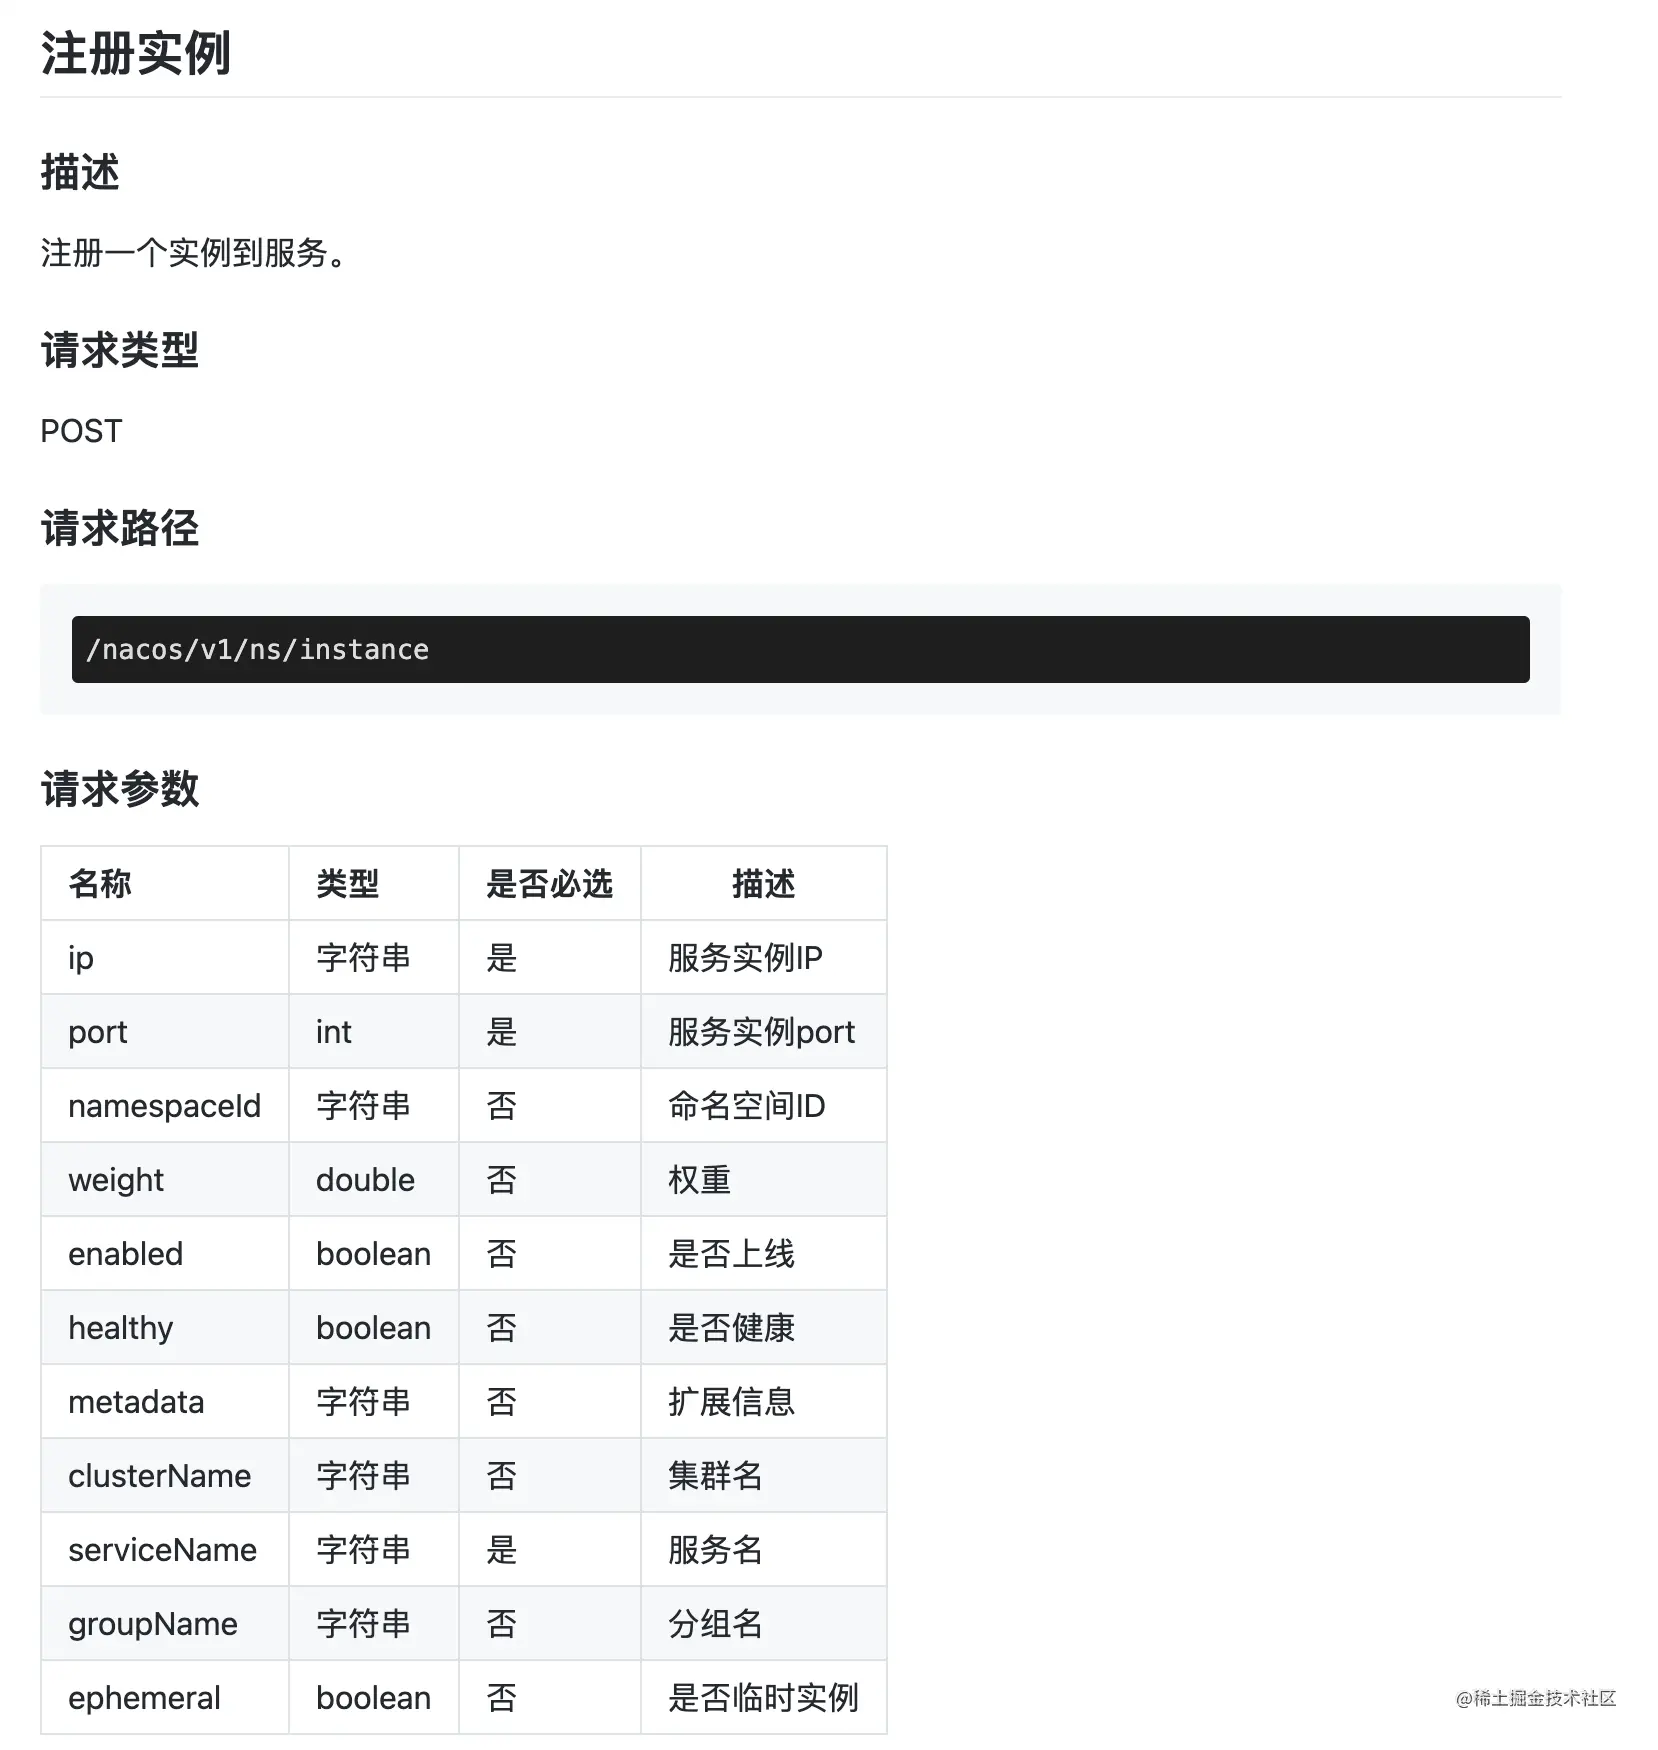 注册实例
描述
注册一个实例到服务。
请求类型
POST
请求路径
/nacos/v1/ns/instance
请求参数
名称 类型 是否必选 描述
ip 字符串 是 服务实例IP
port int 是 服务实例port
namespaceId 字符串 否 命名空间ID
weight double 否 权重
enabled boolean 否 是否上线
healthy boolean 否 是否健康
metadata 字符串 否 扩展信息
clusterName 字符串 否 集群名
serviceName 字符串 是 服务名
groupName 字符串 否 分组名
ephemeral boolean 否 是否临时实例
@稀土掘金技术社区